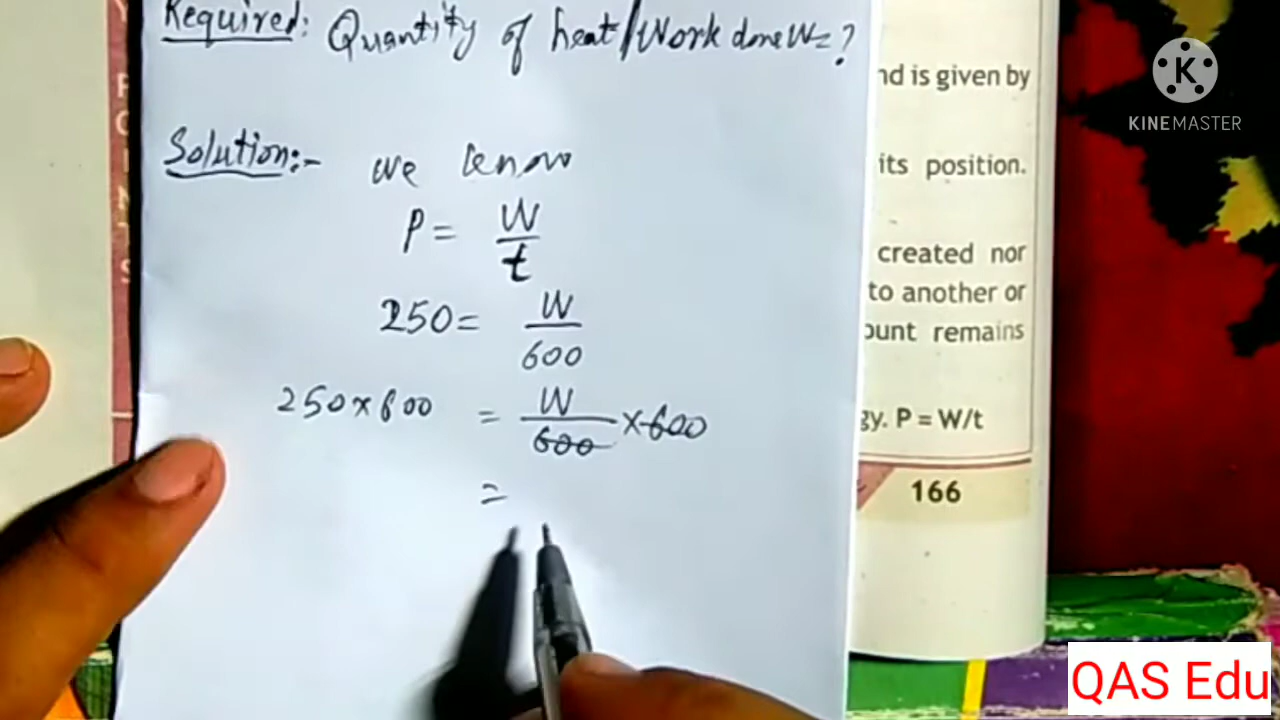 Required: Quantity of heat/Work done W=?
Solution:- we know
P = W/t
250 = W/600
250×600 = W/600 ×600
=
nd is given by
its position.
created nor
to another or
ount remains
gy. P = W/t
166
K
KINEMASTER
QAS Edu